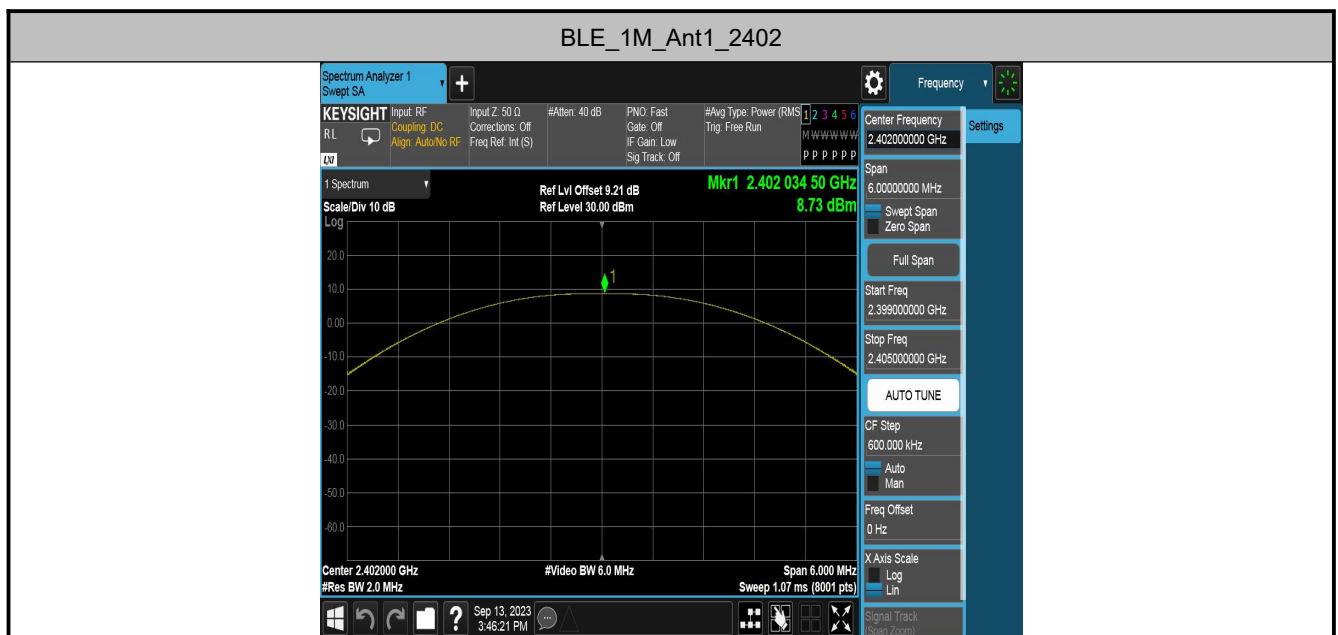 BLE_1M_Ant1_2402
Spectrum Analyzer 1
Swept SA
Frequency
KEYSIGHT
RL
LXI
Input: RF
Coupling: DC
Align: Auto/No RF
Input Z: 50 Ω
Corrections: Off
Freq Ref: Int (S)
#Atten: 40 dB
PNO: Fast
Gate: Off
IF Gain: Low
Sig Track: Off
#Avg Type: Power (RMS
Trig: Free Run
1 2 3 4 5 6
M W W W W W
P P P P P P
1 Spectrum
Scale/Div 10 dB
Ref Lvl Offset 9.21 dB
Ref Level 30.00 dBm
Mkr1 2.402 034 50 GHz
8.73 dBm
Log
20.0
10.0
0.00
-10.0
-20.0
-30.0
-40.0
-50.0
-60.0
1
Center 2.402000 GHz
#Res BW 2.0 MHz
#Video BW 6.0 MHz
Span 6.000 MHz
Sweep 1.07 ms (8001 pts)
Sep 13, 2023
3:46:21 PM
Center Frequency
2.402000000 GHz
Settings
Span
6.00000000 MHz
Swept Span
Zero Span
Full Span
Start Freq
2.399000000 GHz
Stop Freq
2.405000000 GHz
AUTO TUNE
CF Step
600.000 kHz
Auto
Man
Freq Offset
0 Hz
X Axis Scale
Log
Lin
Signal Track
(Span Zoom)